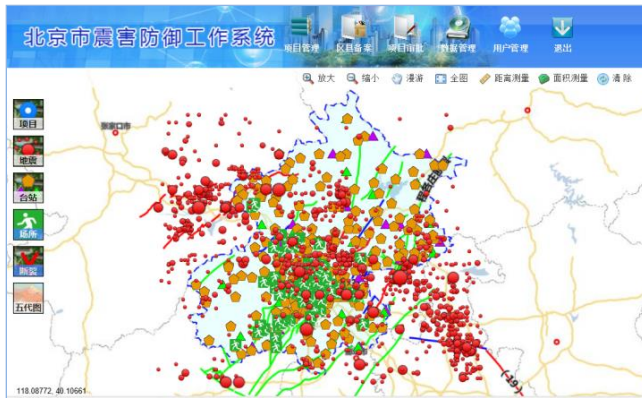 北京市震害防御工作系统
项目管理 区县备案 项目审批 数据管理 用户管理 退出
放大 缩小 漫游 全图 距离测量 面积测量 清除
张家口市
项目
地震
台站
场所
断裂
五代图
(-19-)
118.08772, 40.10661